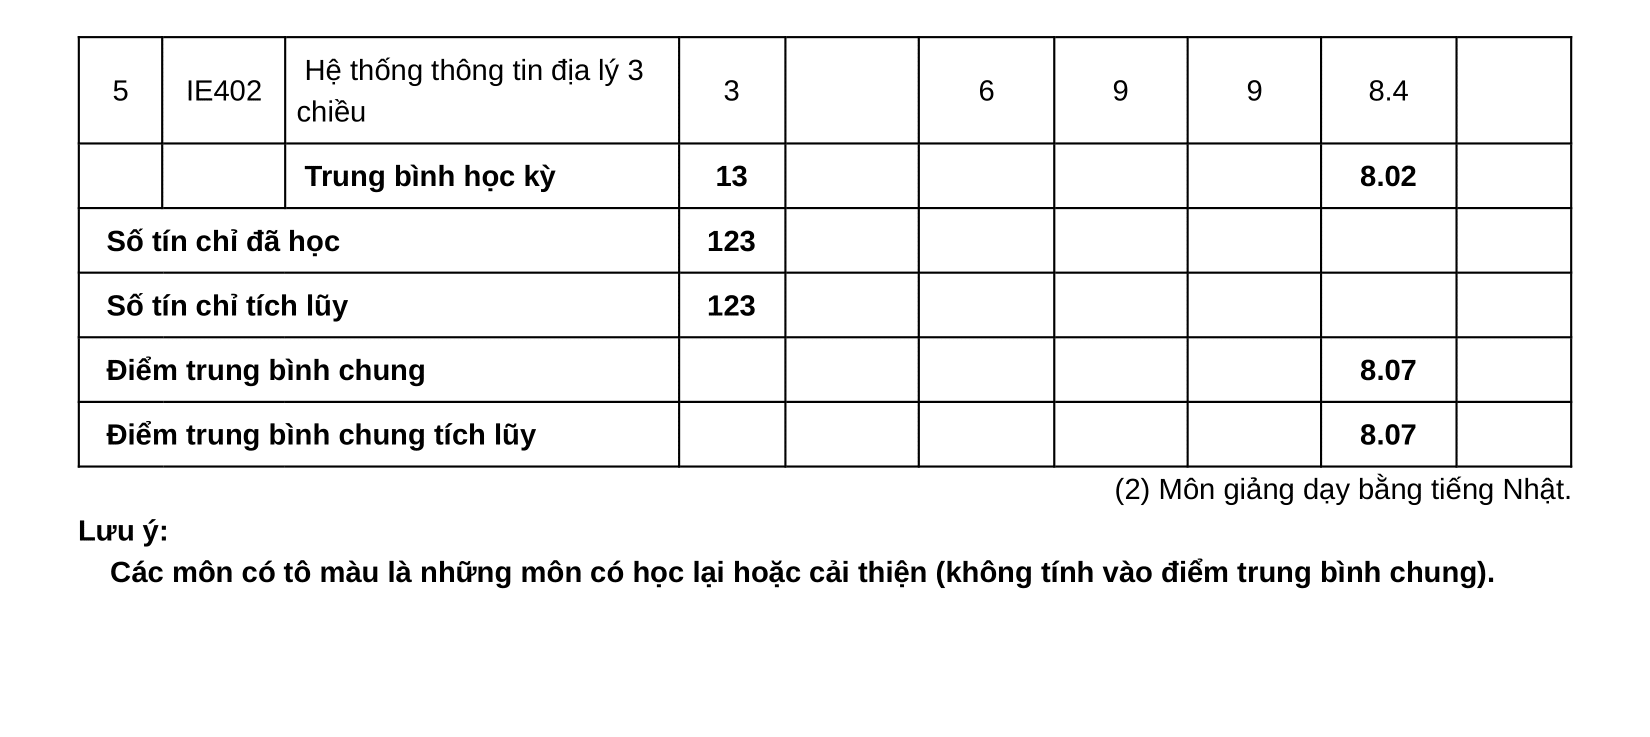 5 IE402 Hệ thống thông tin địa lý 3 3 6 9 9 8.4
chiều
Trung bình học kỳ 13 8.02
Số tín chỉ đã học 123
Số tín chỉ tích lũy 123
Điểm trung bình chung 8.07
Điểm trung bình chung tích lũy 8.07
(2) Môn giảng dạy bằng tiếng Nhật.
Lưu ý:
Các môn có tô màu là những môn có học lại hoặc cải thiện (không tính vào điểm trung bình chung).